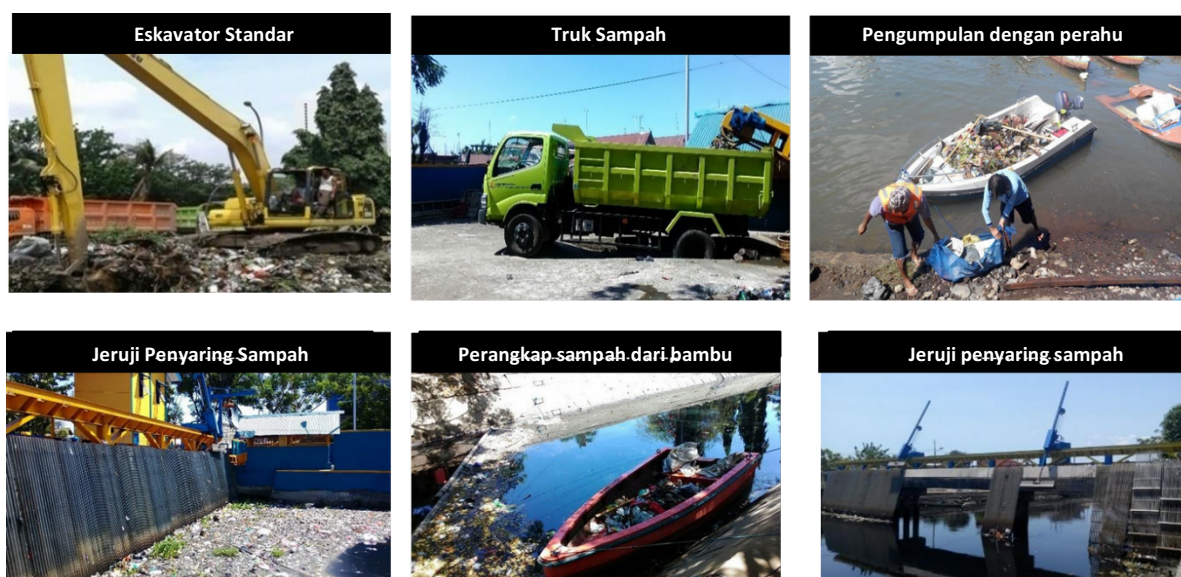 Eskavator Standar
Truk Sampah
Pengumpulan dengan perahu
Jeruji Penyaring Sampah
Perangkap sampah dari bambu
Jeruji penyaring sampah